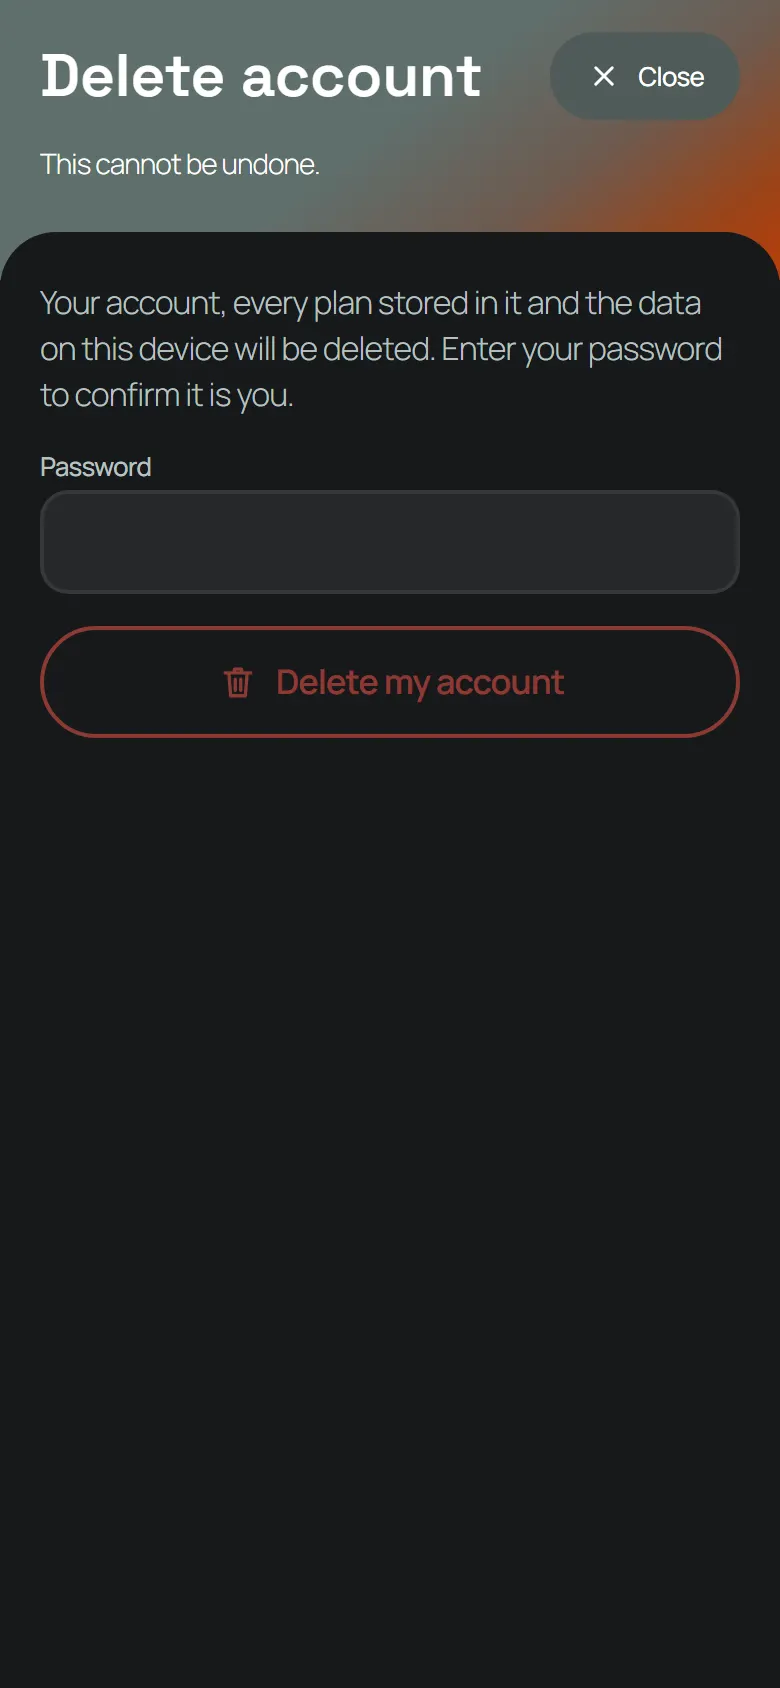 Delete account
Close
This cannot be undone.
Your account, every plan stored in it and the data
on this device will be deleted. Enter your password
to confirm it is you.
Password
Delete my account